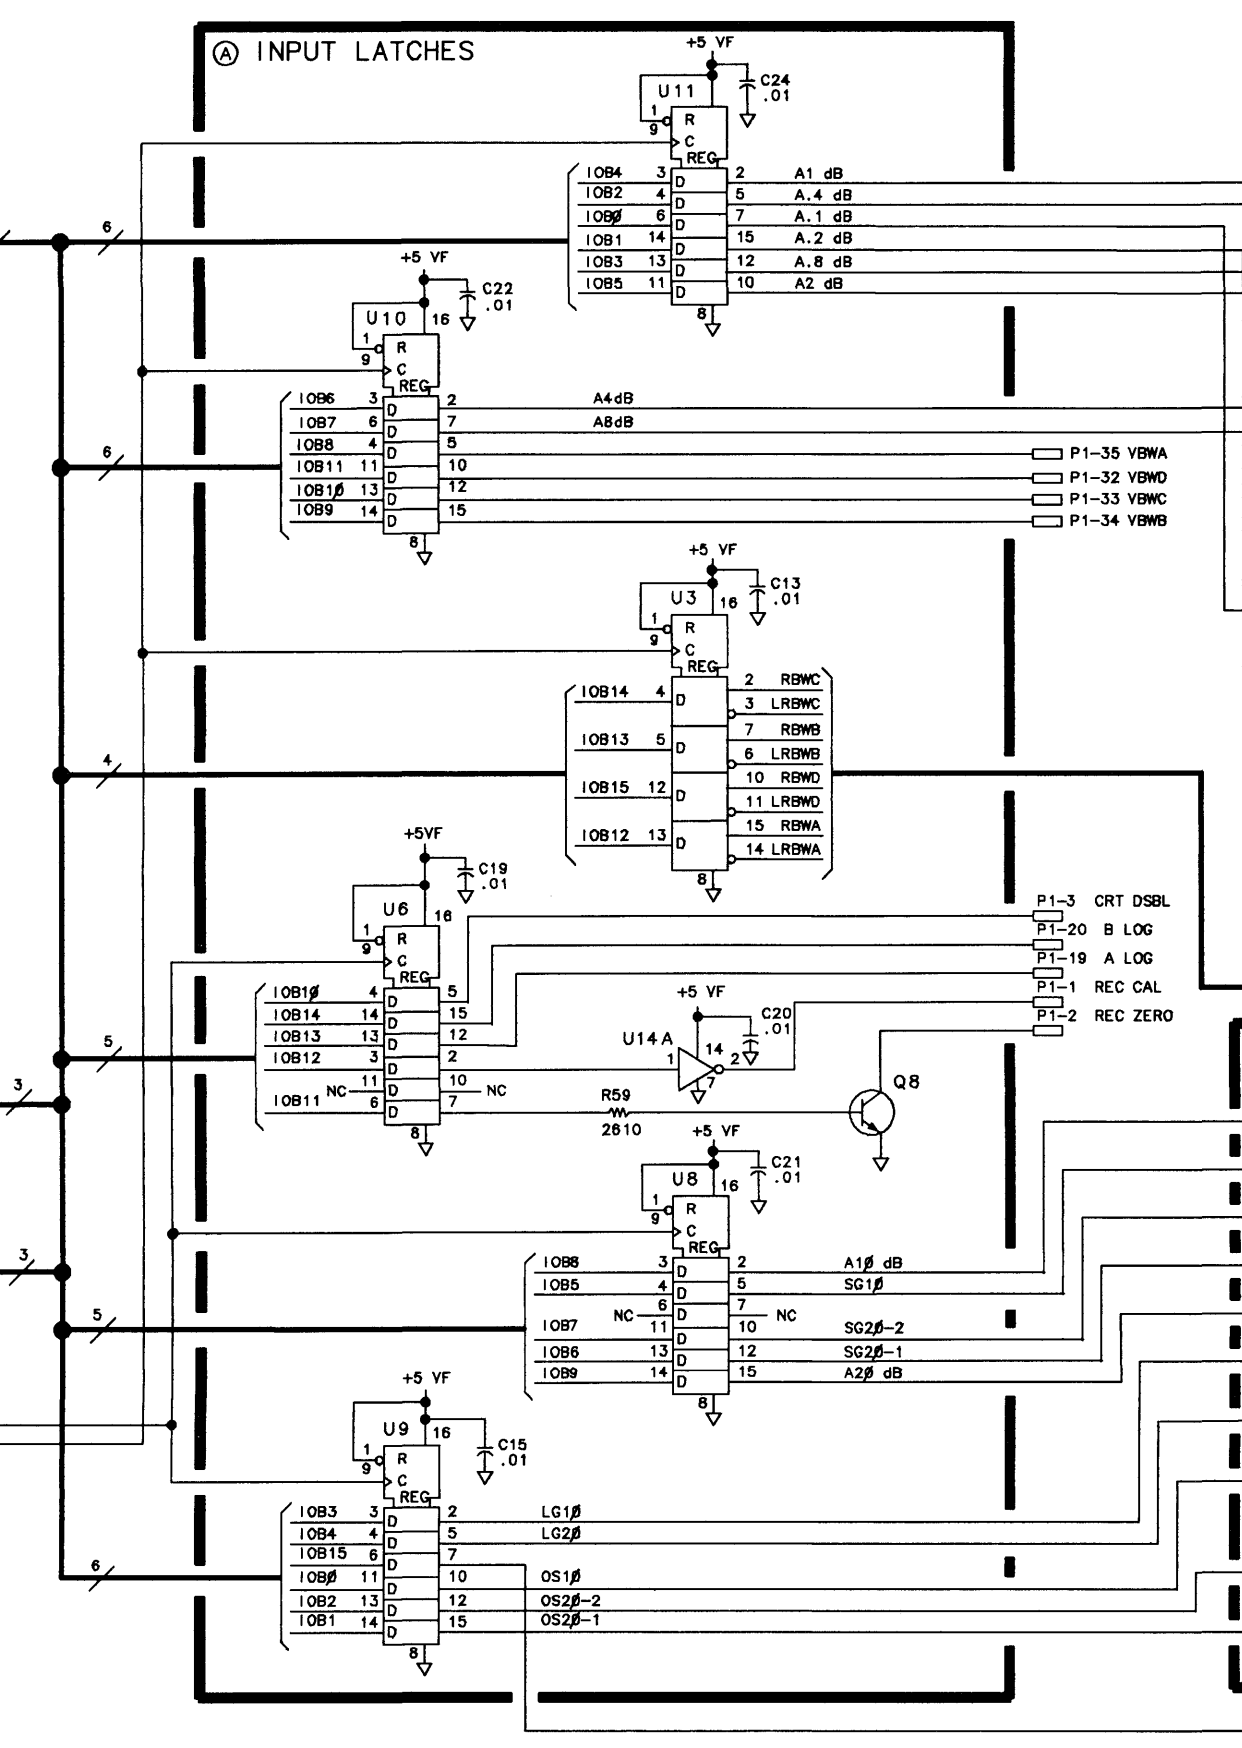 Ⓐ INPUT LATCHES
+5 VF
C24
.01
U11
1
R
9
C
REG
IOB4 3 D 2 A1 dB
IOB2 4 D 5 A.4 dB
IOB0 6 D 7 A.1 dB
IOB1 14 D 15 A.2 dB
IOB3 13 D 12 A.8 dB
IOB5 11 D 10 A2 dB
8
6
+5 VF
C22
.01
U10
16
1
R
9
C
REG
IOB6 3 D 2 A4dB
IOB7 6 D 7 A8dB
IOB8 4 D 5 P1-35 VBWA
IOB11 11 D 10 P1-32 VBWD
IOB10 13 D 12 P1-33 VBWC
IOB9 14 D 15 P1-34 VBWB
8
6
+5 VF
C13
.01
U3
16
1
R
9
C
REG
IOB14 4 D 2 RBWC
3 LRBWC
IOB13 5 D 7 RBWB
6 LRBWB
IOB15 12 D 10 RBWD
11 LRBWD
IOB12 13 D 15 RBWA
14 LRBWA
8
4
+5VF
C19
.01
U6
16
1
R
9
C
REG
IOB10 4 D 5
IOB14 14 D 15
IOB13 13 D 12
IOB12 3 D 2
NC 11 D 10 NC
IOB11 6 D 7
8
5
3
P1-3 CRT DSBL
P1-20 B LOG
P1-19 A LOG
P1-1 REC CAL
P1-2 REC ZERO
+5 VF
C20
.01
U14A
14
1
2
7
R59
2610
Q8
+5 VF
C21
.01
U8
16
1
R
9
C
REG
IOB8 3 D 2 A10 dB
IOB5 4 D 5 SG10
NC 6 D 7 NC
IOB7 11 D 10 SG20-2
IOB6 13 D 12 SG20-1
IOB9 14 D 15 A20 dB
8
3
5
+5 VF
C15
.01
U9
16
1
R
9
C
REG
IOB3 3 D 2 LG10
IOB4 4 D 5 LG20
IOB15 6 D 7
IOB0 11 D 10 OS10
IOB2 13 D 12 OS20-2
IOB1 14 D 15 OS20-1
8
6